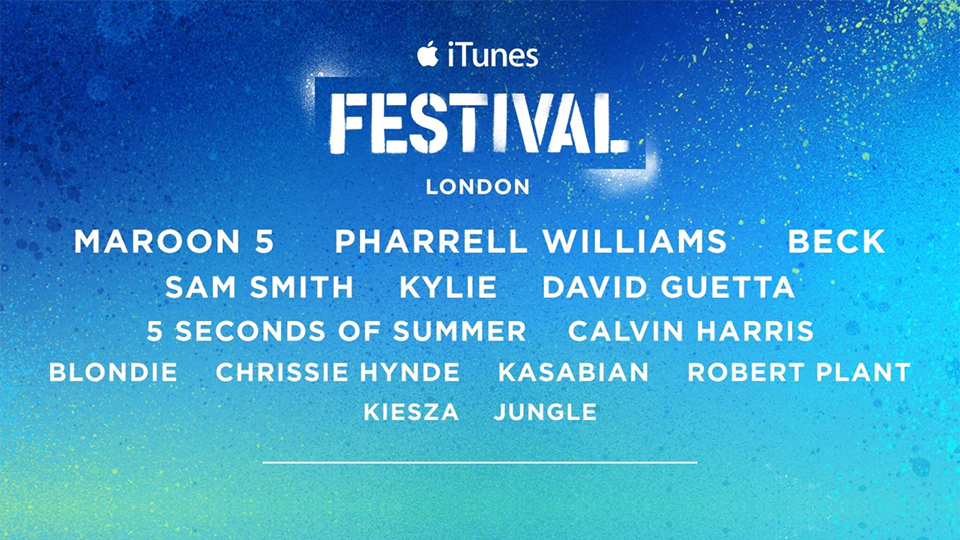 iTunes
FESTIVAL
LONDON
MAROON 5 PHARRELL WILLIAMS BECK
SAM SMITH KYLIE DAVID GUETTA
5 SECONDS OF SUMMER CALVIN HARRIS
BLONDIE CHRISSIE HYNDE KASABIAN ROBERT PLANT
KIESZA JUNGLE